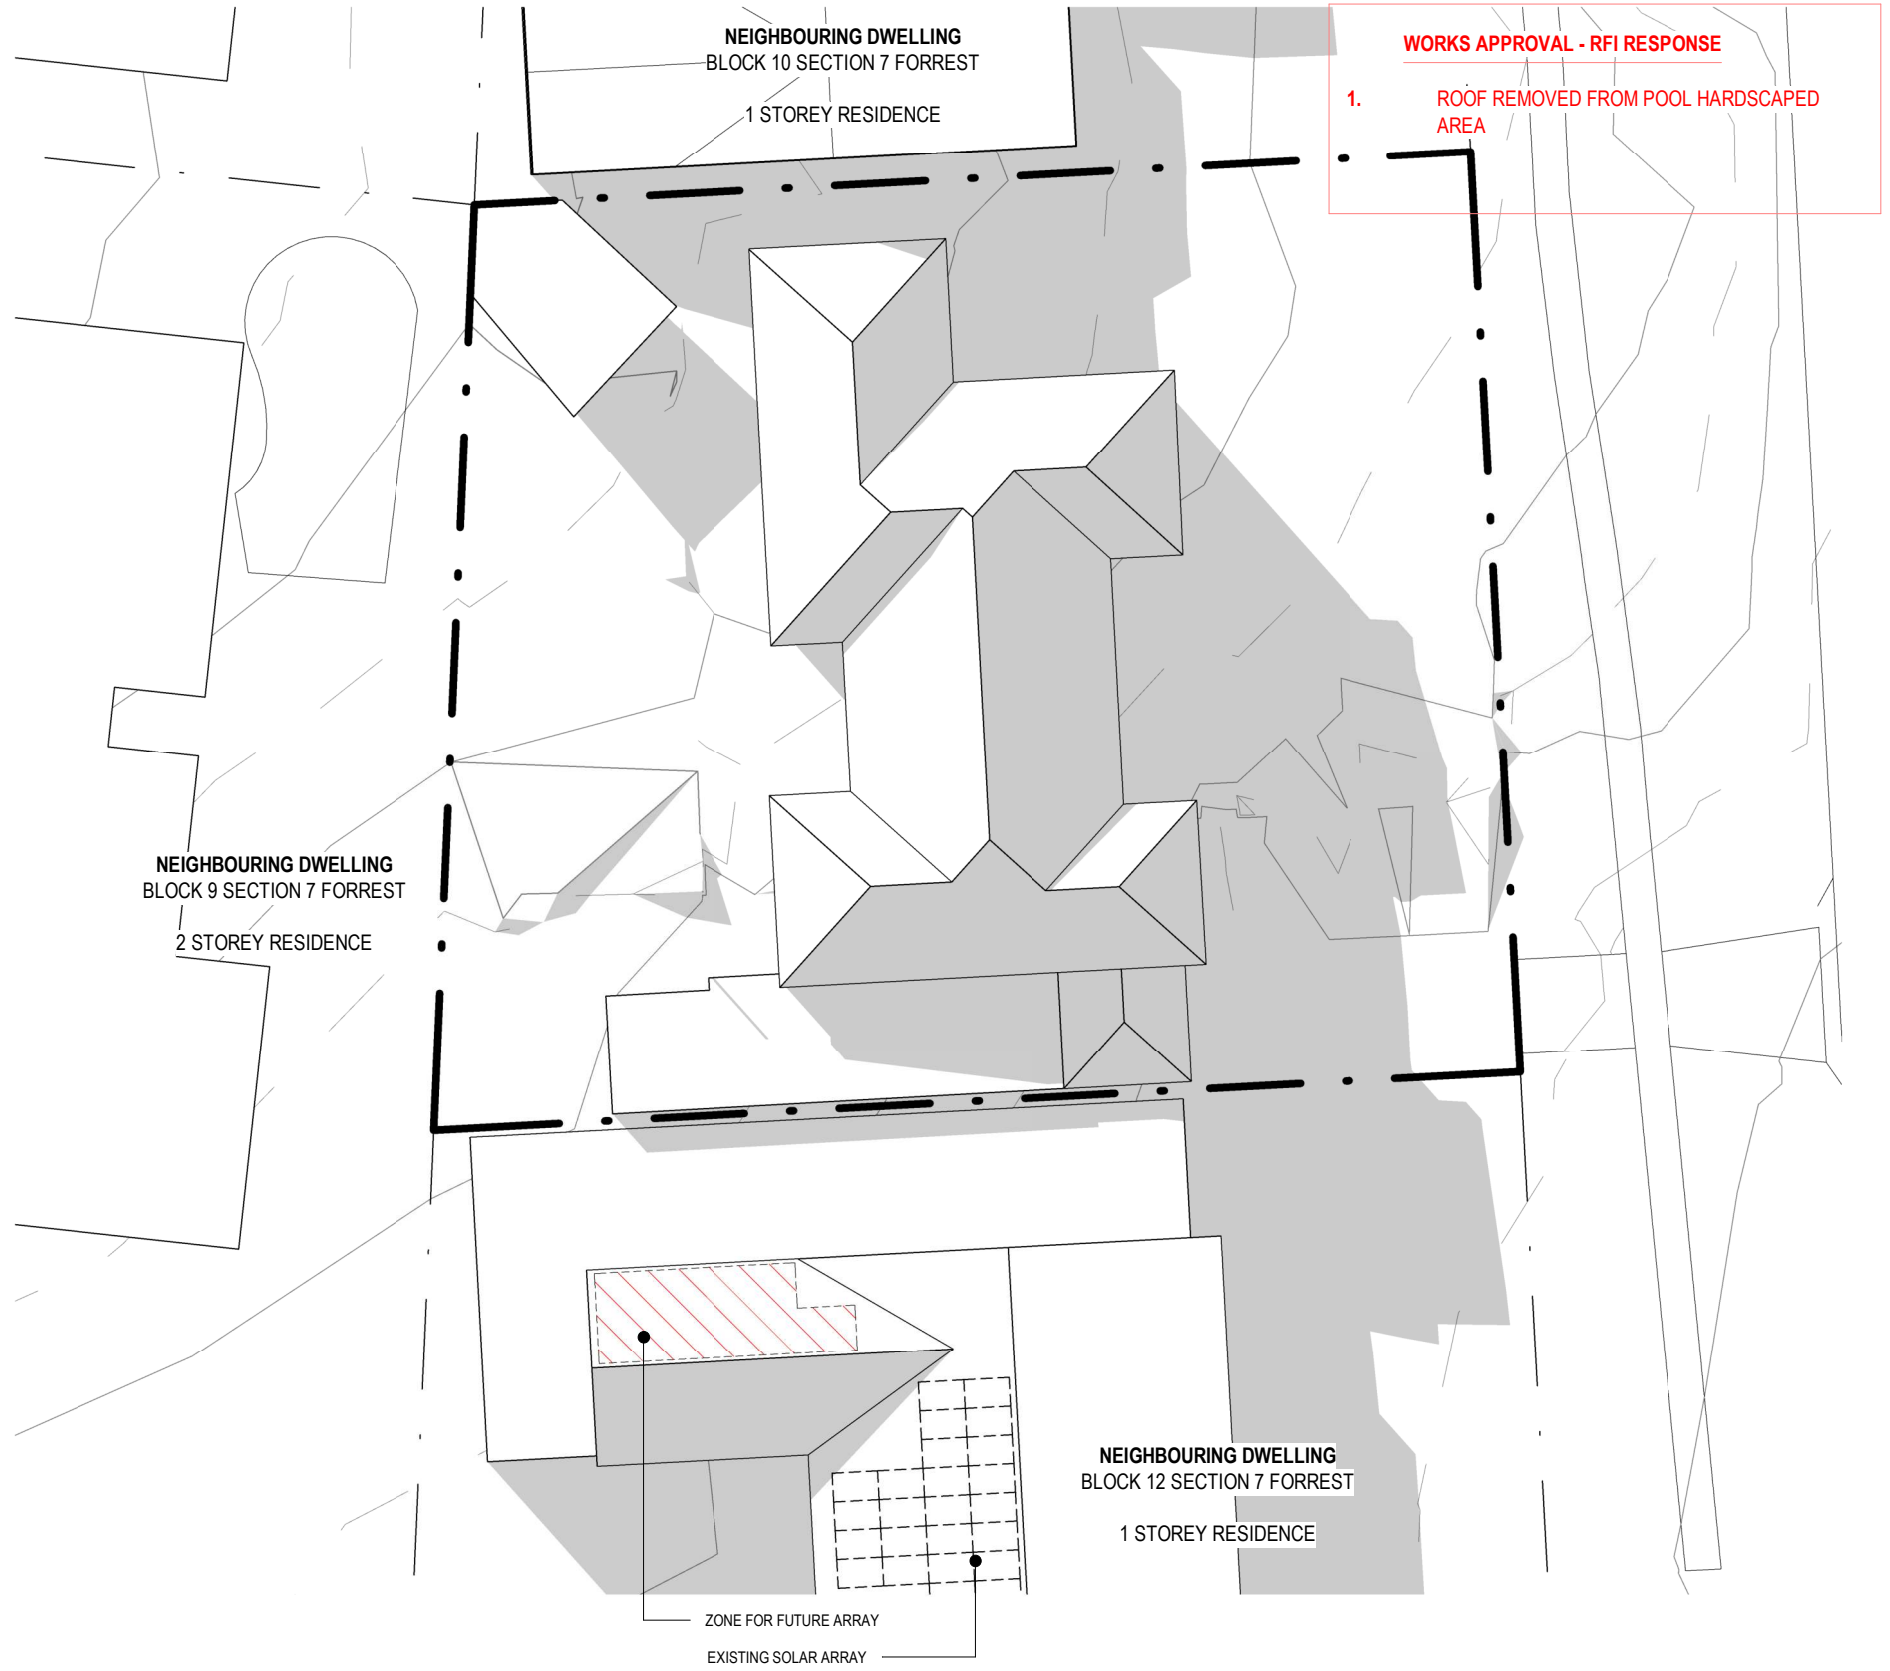 NEIGHBOURING DWELLING
BLOCK 10 SECTION 7 FORREST
1 STOREY RESIDENCE
WORKS APPROVAL - RFI RESPONSE
1. ROOF REMOVED FROM POOL HARDSCAPED
AREA
NEIGHBOURING DWELLING
BLOCK 9 SECTION 7 FORREST
2 STOREY RESIDENCE
NEIGHBOURING DWELLING
BLOCK 12 SECTION 7 FORREST
1 STOREY RESIDENCE
ZONE FOR FUTURE ARRAY
EXISTING SOLAR ARRAY